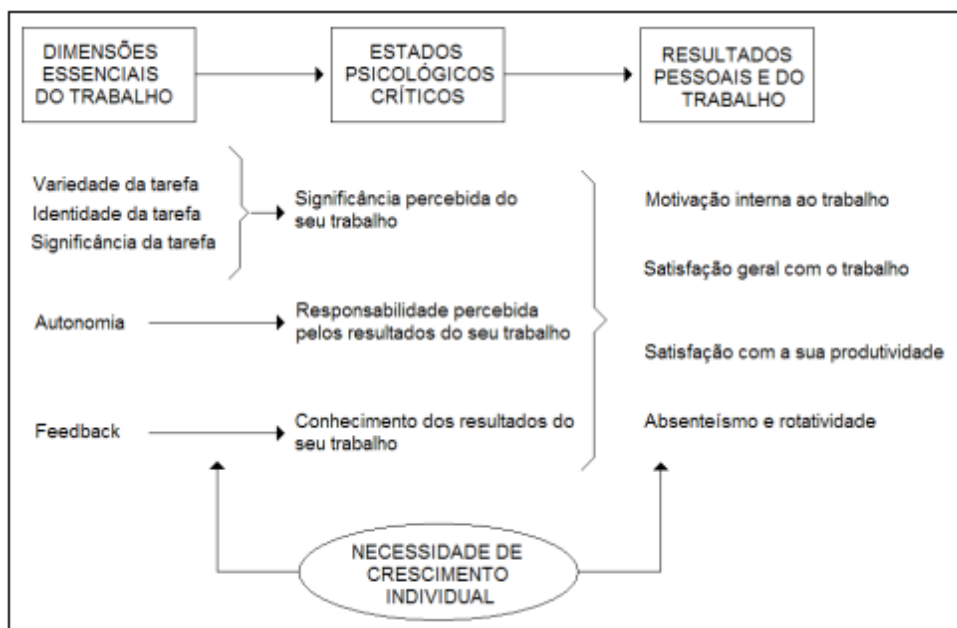 DIMENSÕES
ESSENCIAIS
DO TRABALHO
ESTADOS
PSICOLÓGICOS
CRÍTICOS
RESULTADOS
PESSOAIS E DO
TRABALHO
Variedade da tarefa
Identidade da tarefa
Significância da tarefa
Significância percebida do
seu trabalho
Motivação interna ao trabalho
Satisfação geral com o trabalho
Autonomia
Responsabilidade percebida
pelos resultados do seu trabalho
Satisfação com a sua produtividade
Feedback
Conhecimento dos resultados do
seu trabalho
Absenteísmo e rotatividade
NECESSIDADE DE
CRESCIMENTO
INDIVIDUAL